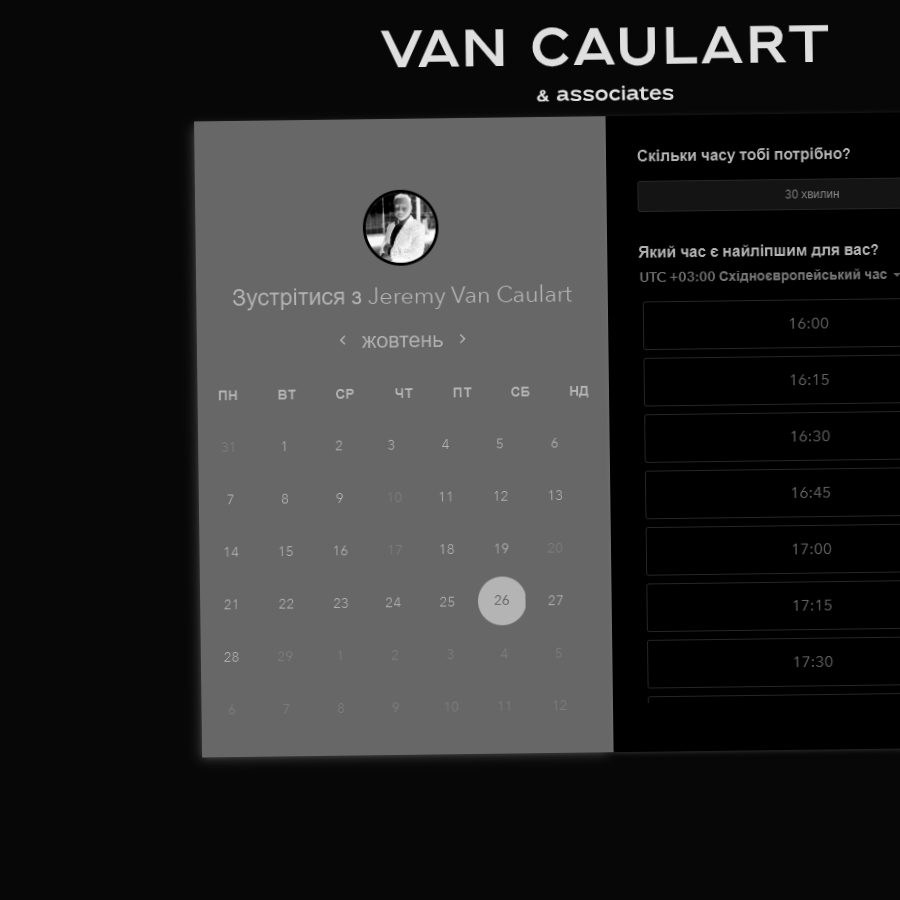 VAN CAULART
& associates
Зустрітися з Jeremy Van Caulart
жовтень
ПН ВТ СР ЧТ ПТ СБ НД
31 1 2 3 4 5 6
7 8 9 10 11 12 13
14 15 16 17 18 19 20
21 22 23 24 25 26 27
28 29 1 2 3 4 5
6 7 8 9 10 11 12
Скільки часу тобі потрібно?
30 хвилин
Який час є найліпшим для вас?
UTC +03:00 Східноєвропейський час
16:00
16:15
16:30
16:45
17:00
17:15
17:30